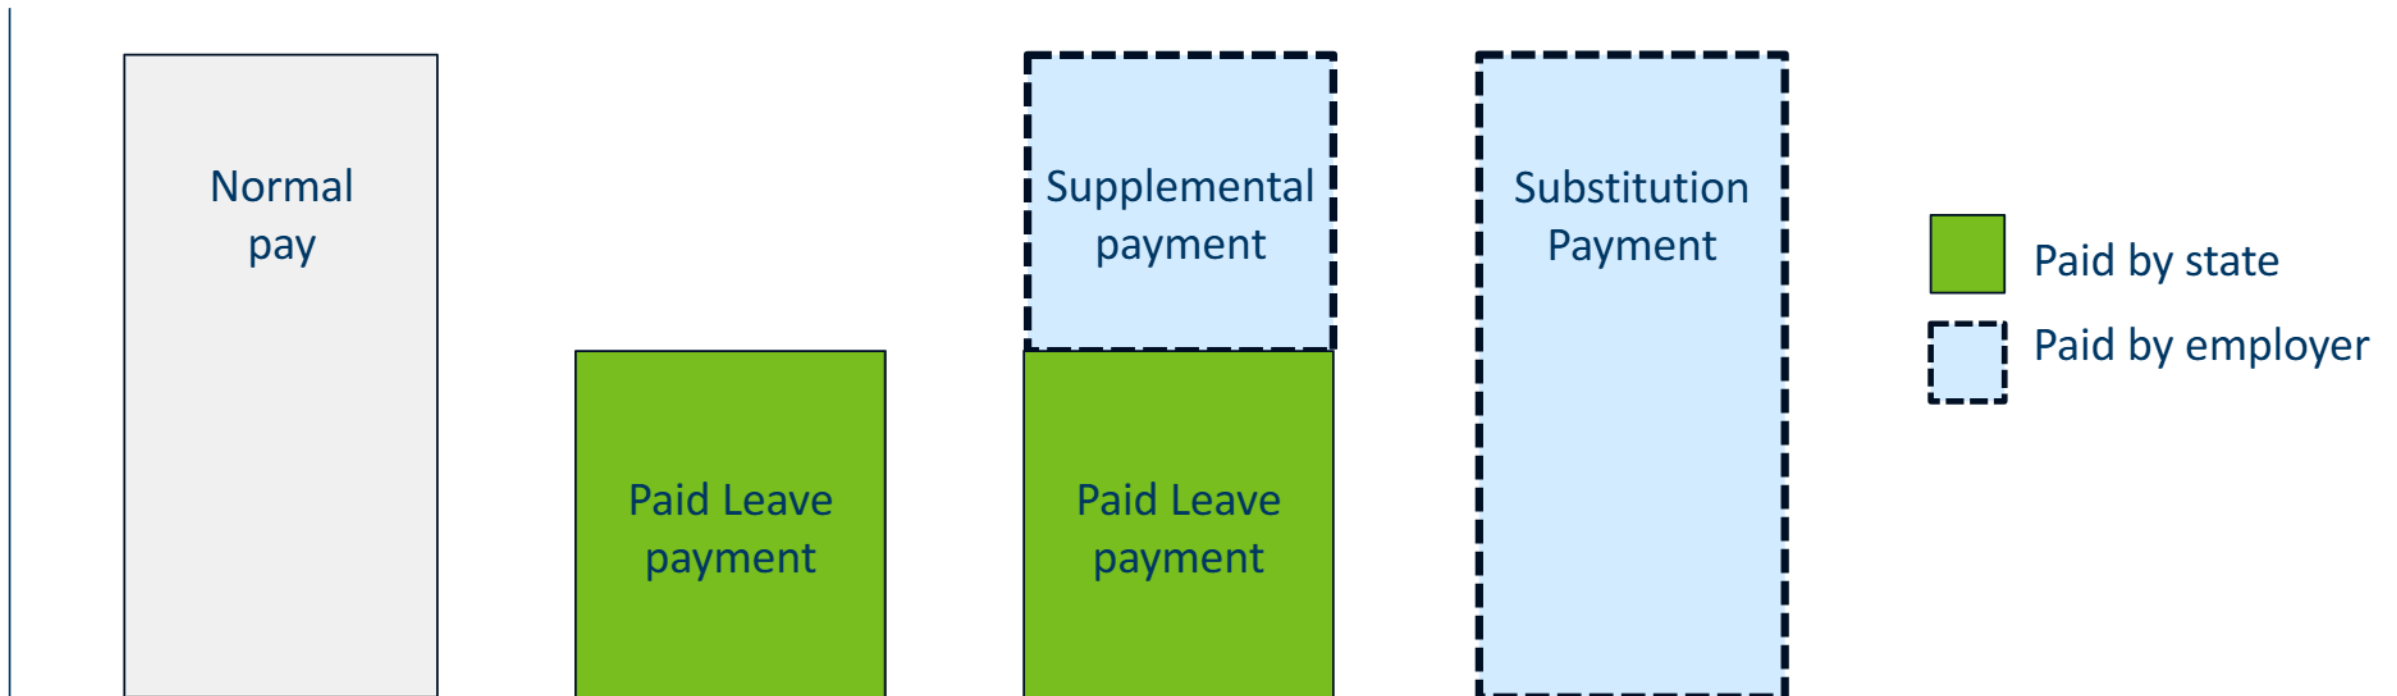 Normal
pay
Paid Leave
payment
Supplemental
payment
Paid Leave
payment
Substitution
Payment
Paid by state
Paid by employer